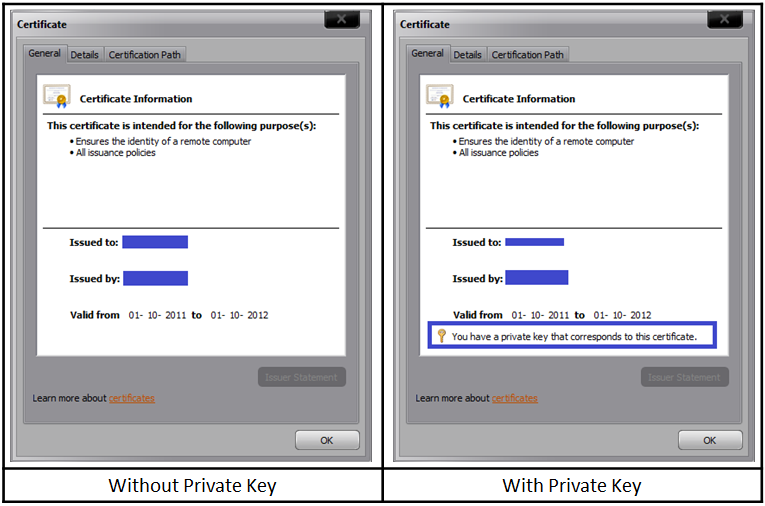 Certificate
General Details Certification Path
Certificate Information
This certificate is intended for the following purpose(s):
• Ensures the identity of a remote computer
• All issuance policies
Issued to:
Issued by:
Valid from 01- 10- 2011 to 01- 10- 2012
Issuer Statement
Learn more about certificates
OK
Without Private Key
Certificate
General Details Certification Path
Certificate Information
This certificate is intended for the following purpose(s):
• Ensures the identity of a remote computer
• All issuance policies
Issued to:
Issued by:
Valid from 01- 10- 2011 to 01- 10- 2012
You have a private key that corresponds to this certificate.
Issuer Statement
Learn more about certificates
OK
With Private Key